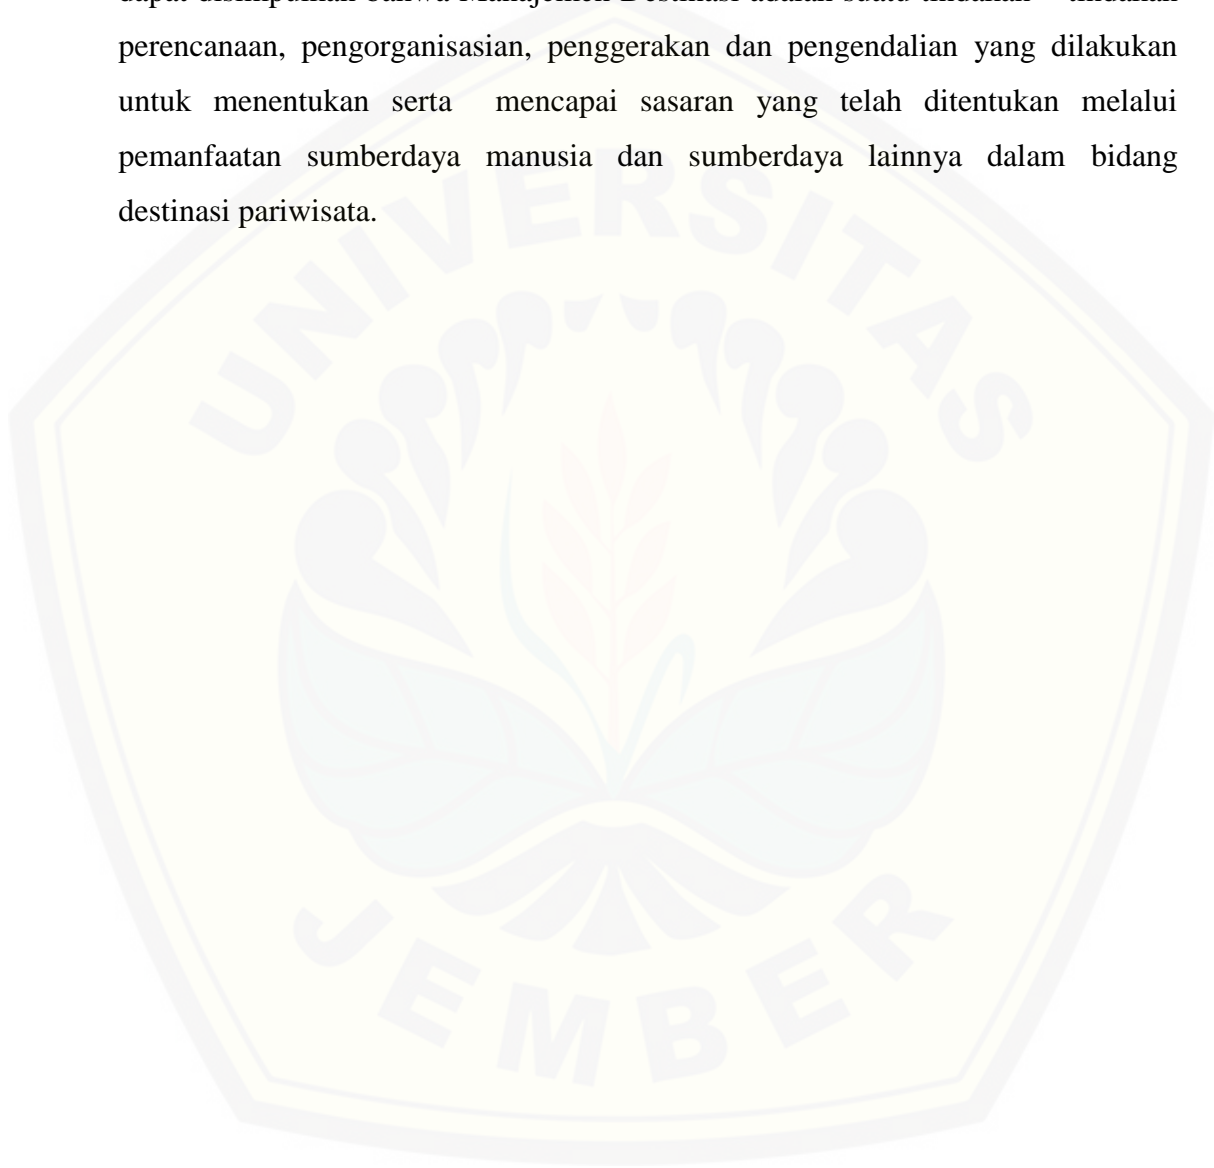 dapat disimpulkan bahwa Manajemen Destinasi adalah suatu tindakan – tindakan
perencanaan, pengorganisasian, penggerakan dan pengendalian yang dilakukan
untuk menentukan serta mencapai sasaran yang telah ditentukan melalui
pemanfaatan sumberdaya manusia dan sumberdaya lainnya dalam bidang
destinasi pariwisata.
UNIVERSITAS
JEMBER